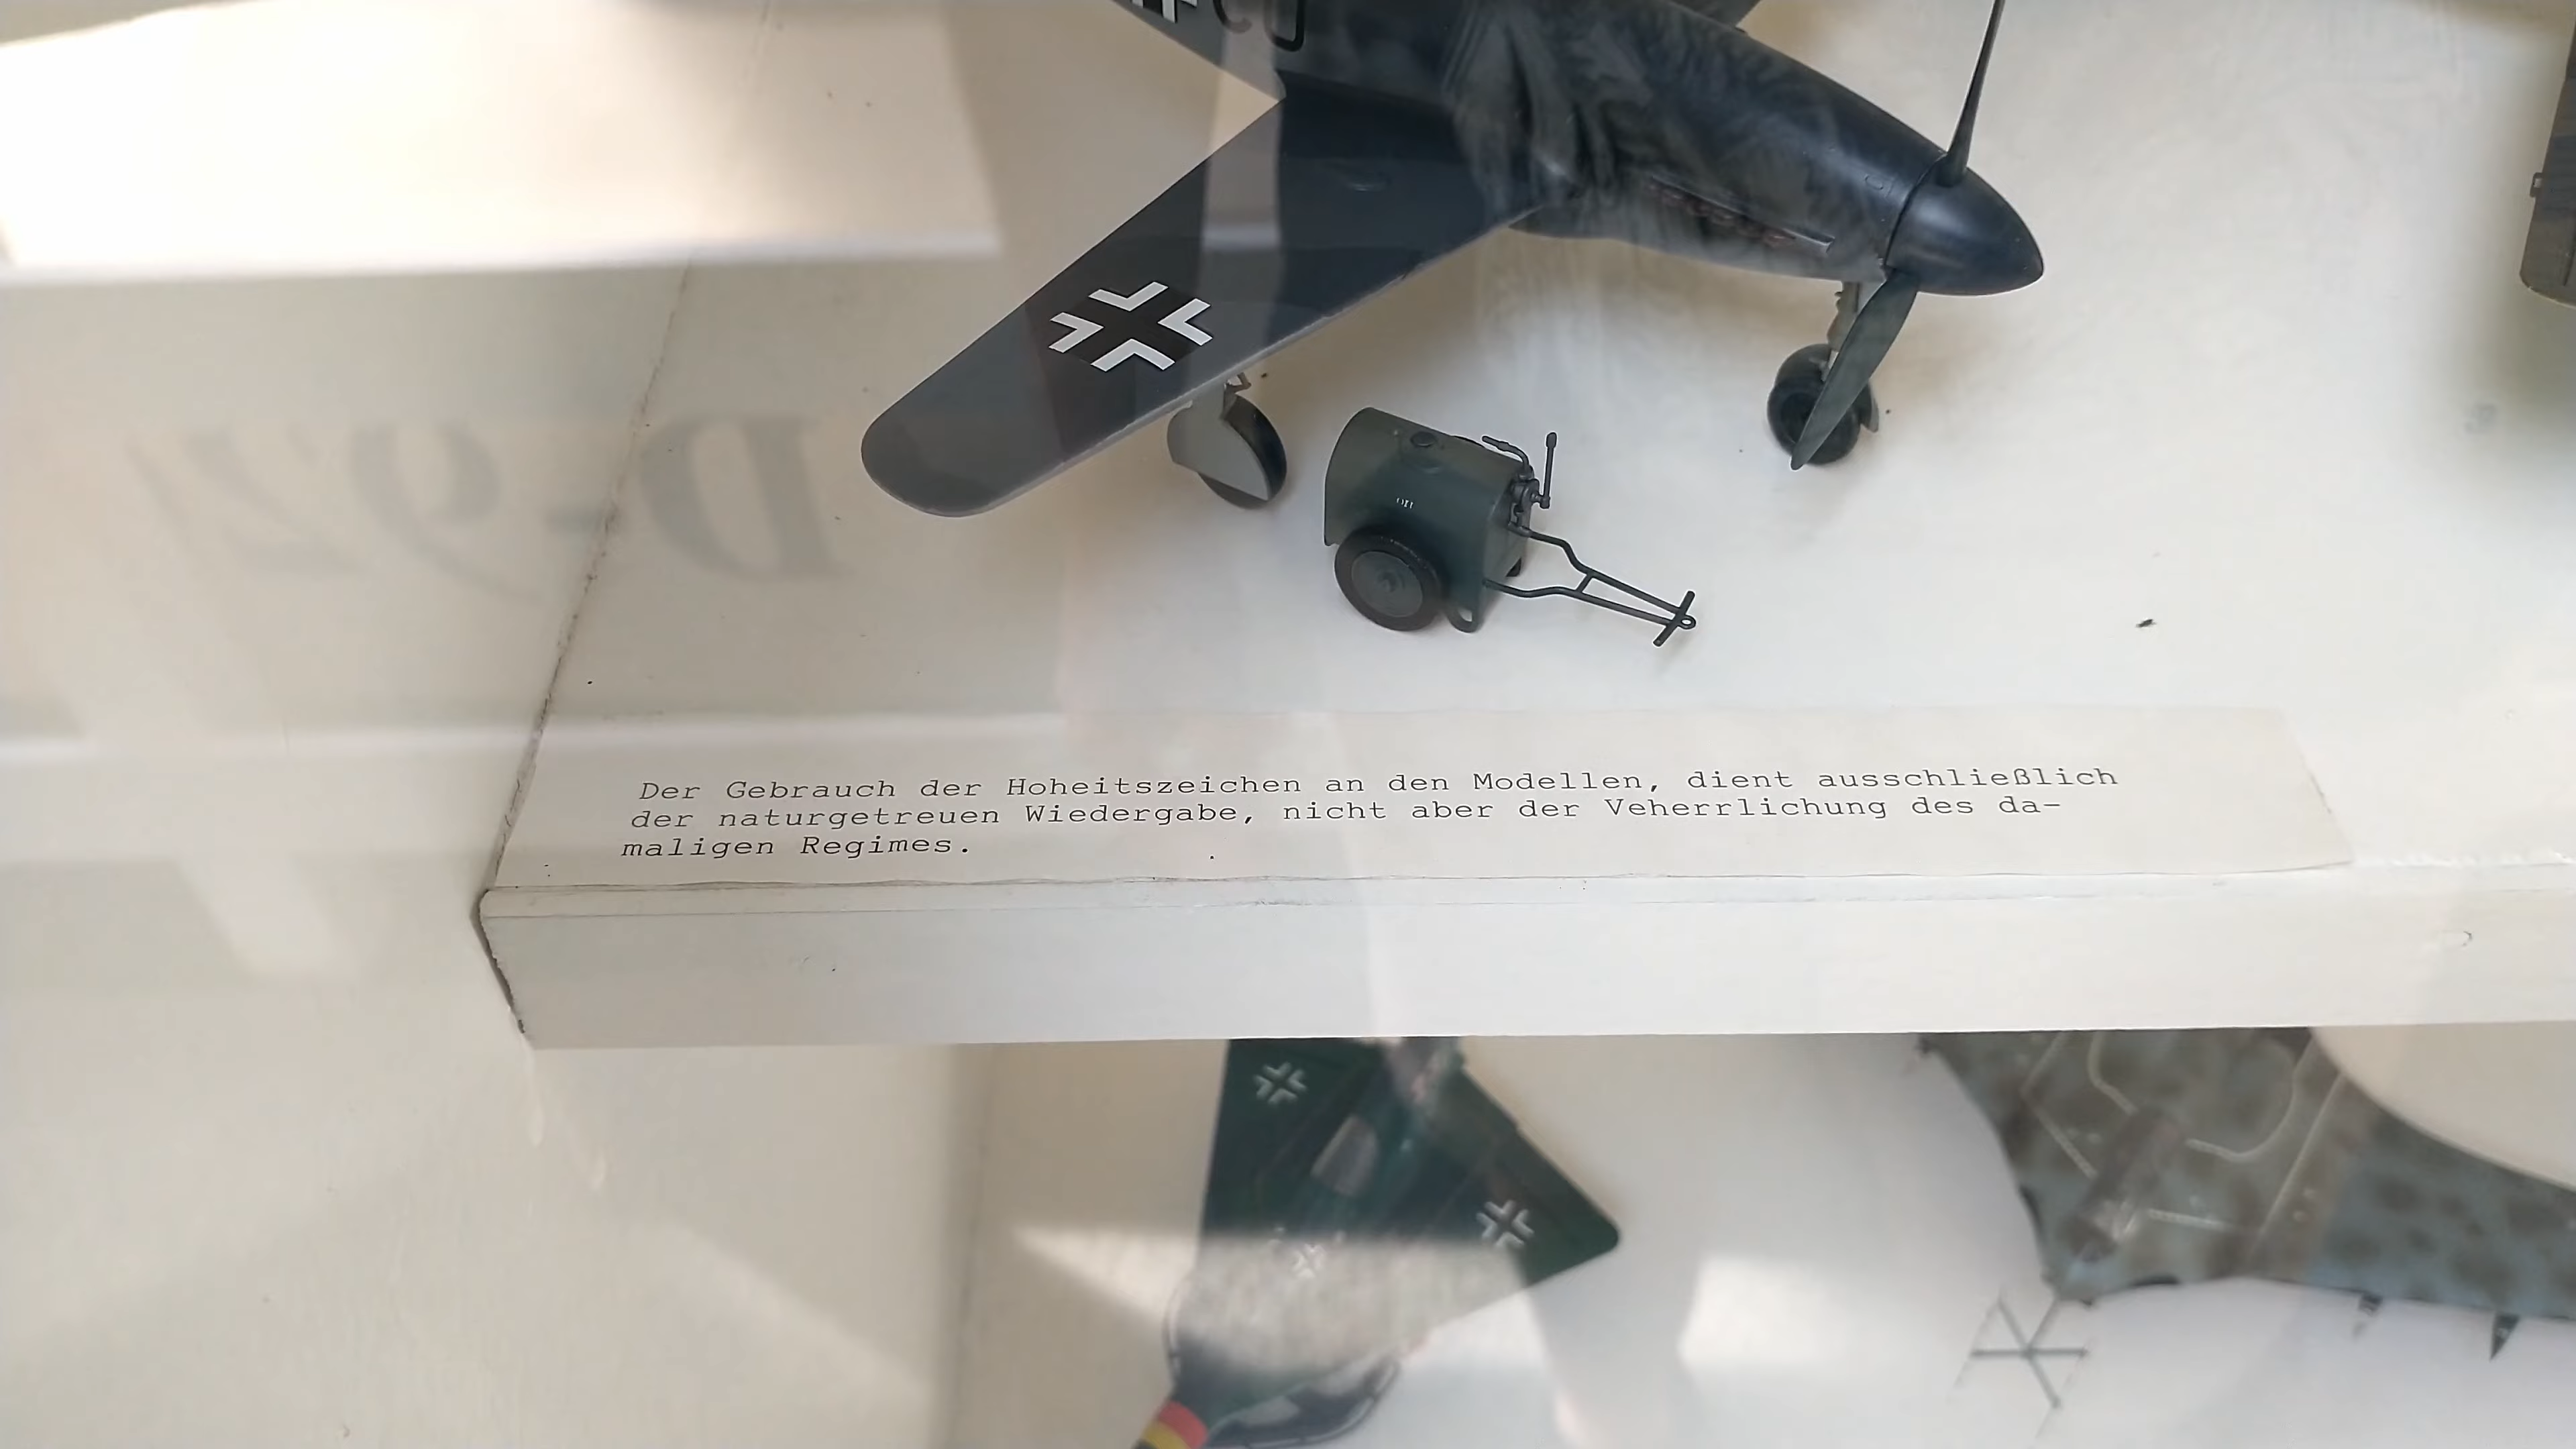 Der Gebrauch der Hoheitszeichen an den Modellen, dient ausschließlich
der naturgetreuen Wiedergabe, nicht aber der Veherrlichung des da-
maligen Regimes.